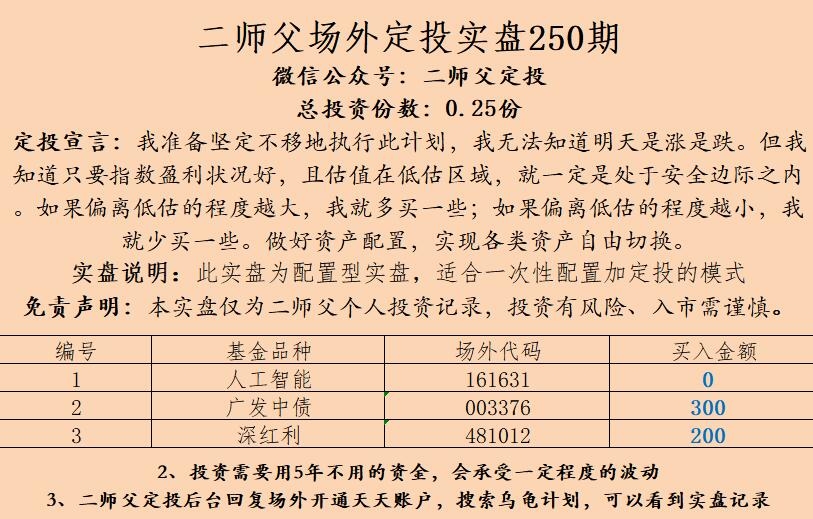 二师父场外定投实盘250期
微信公众号：二师父定投
总投资份数：0.25份
定投宣言：我准备坚定不移地执行此计划，我无法知道明天是涨是跌。但我
知道只要指数盈利状况好，且估值在低估区域，就一定是处于安全边际之内
。如果偏离低估的程度越大，我就多买一些；如果偏离低估的程度越小，我
就少买一些。做好资产配置，实现各类资产自由切换。
实盘说明：此实盘为配置型实盘，适合一次性配置加定投的模式
免责声明：本实盘仅为二师父个人投资记录，投资有风险、入市需谨慎。
编号 基金品种 场外代码 买入金额
1 人工智能 161631 0
2 广发中债 003376 300
3 深红利 481012 200
2、投资需要用5年不用的资金，会承受一定程度的波动
3、二师父定投后台回复场外开通天天账户，搜索乌龟计划，可以看到实盘记录